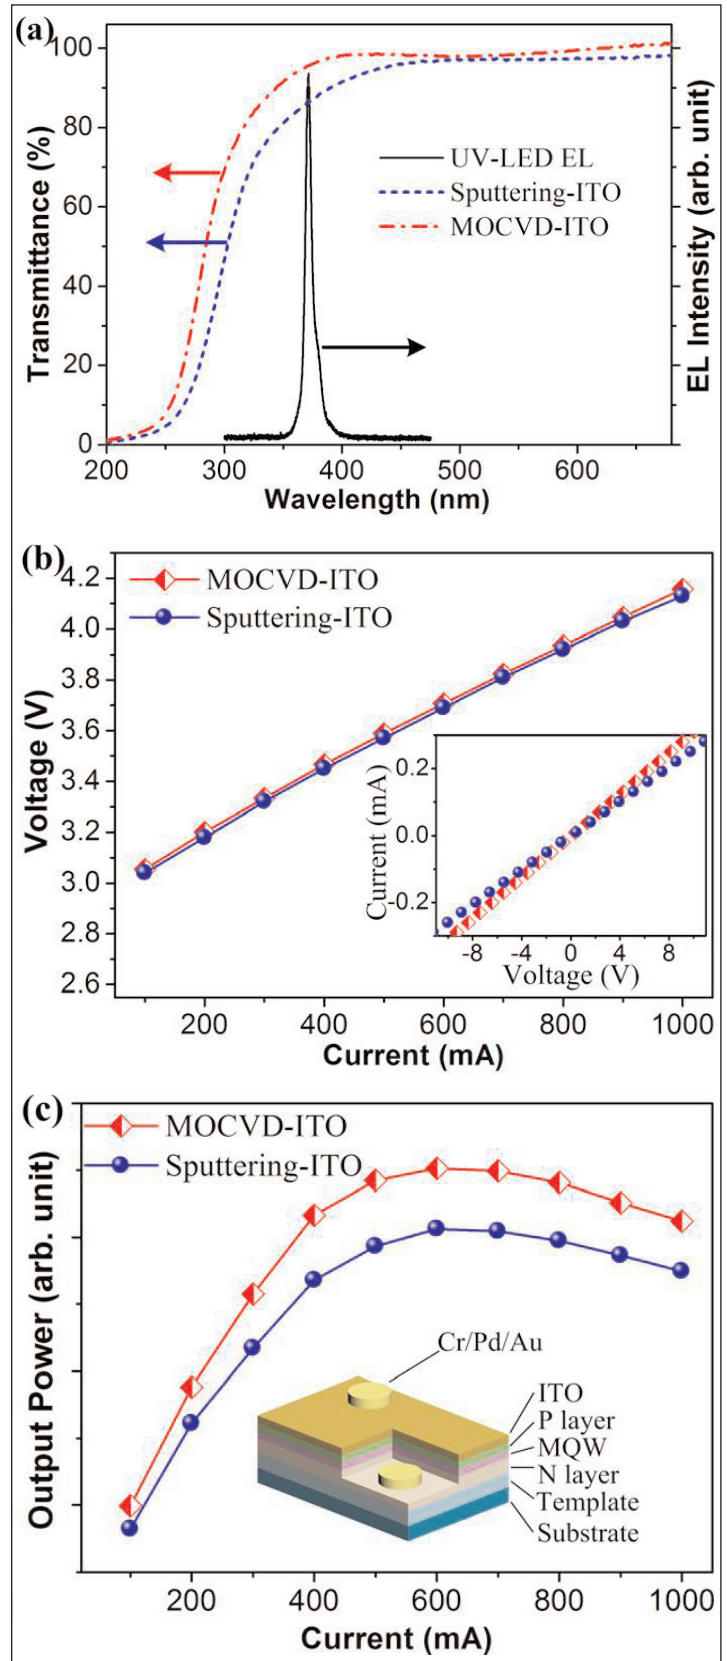 (a)
100
80
60
40
20
0
Transmittance (%)
EL Intensity (arb. unit)
UV-LED EL
Sputtering-ITO
MOCVD-ITO
200 300 400 500 600
Wavelength (nm)
(b)
4.2
4.0
3.8
3.6
3.4
3.2
3.0
2.8
2.6
Voltage (V)
MOCVD-ITO
Sputtering-ITO
0.2
0.0
-0.2
Current (mA)
-8 -4 0 4 8
Voltage (V)
200 400 600 800 1000
Current (mA)
(c)
MOCVD-ITO
Sputtering-ITO
Output Power (arb. unit)
Cr/Pd/Au
ITO
P layer
MQW
N layer
Template
Substrate
200 400 600 800 1000
Current (mA)